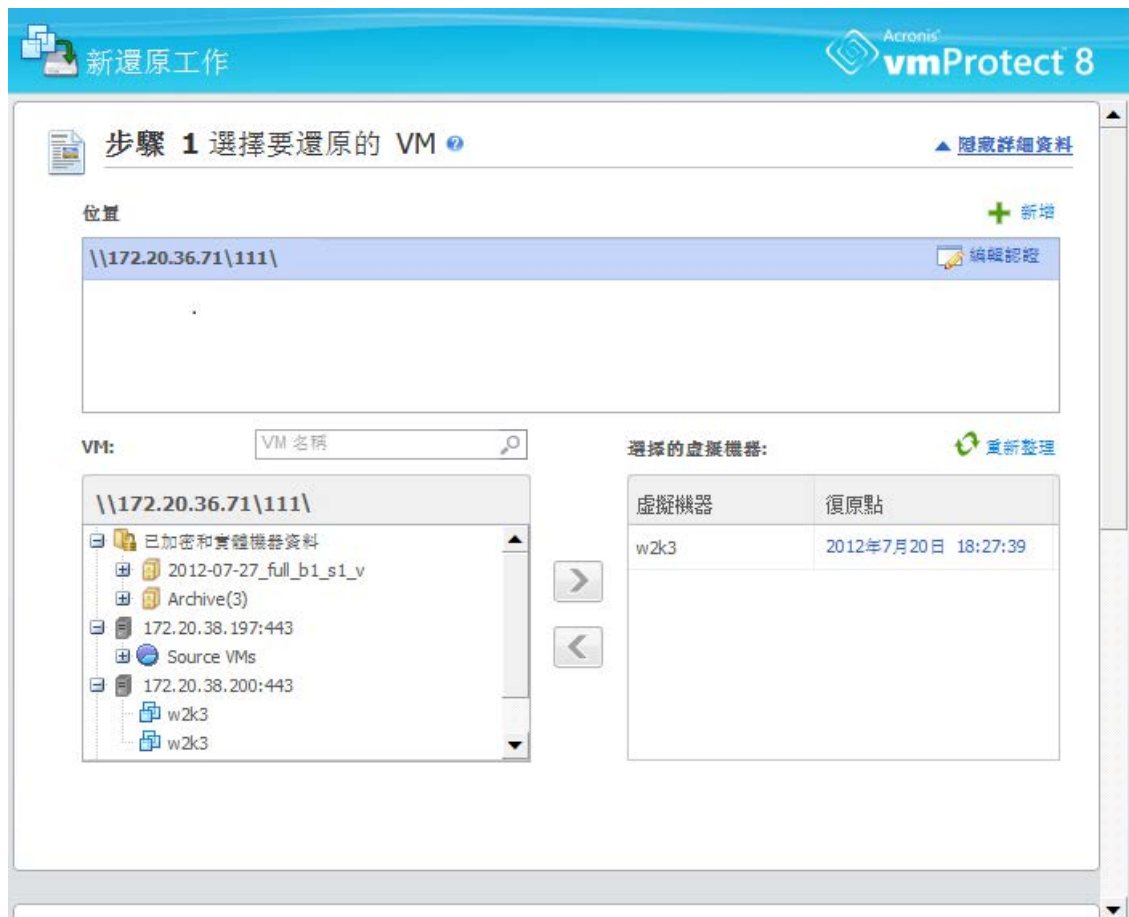 新還原工作
Acronis®
vmProtect 8
步驟 1 選擇要還原的 VM
隱藏詳細資料
位置
新增
\\172.20.36.71\111\
編輯認證
VM:
VM 名稱
選擇的虛擬機器:
重新整理
\\172.20.36.71\111\
已加密和實體機器資料
2012-07-27_full_b1_s1_v
Archive(3)
172.20.38.197:443
Source VMs
172.20.38.200:443
w2k3
w2k3
虛擬機器 復原點
w2k3 2012年7月20日 18:27:39